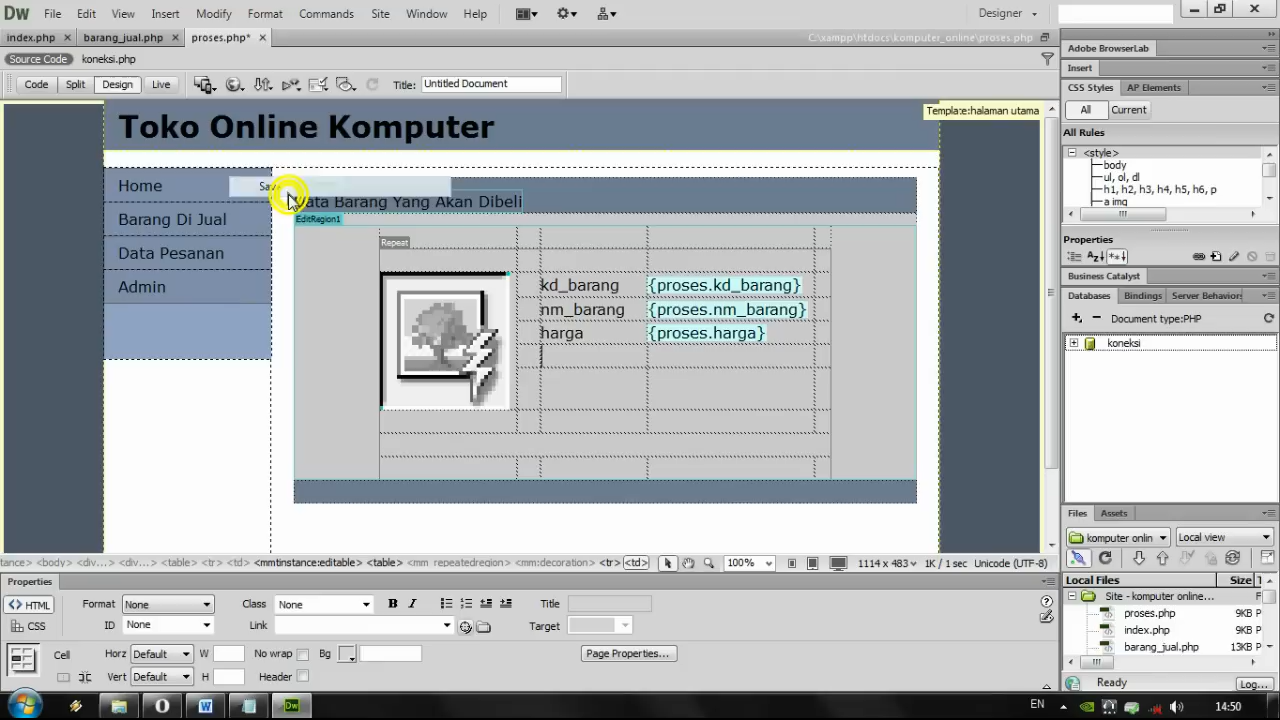 Dw File Edit View Insert Modify Format Commands Site Window Help Designer
index.php × barang_jual.php × proses.php* × C:\xampp\htdocs\komputer_online\proses.php
Source Code koneksi.php
Code Split Design Live Title: Untitled Document
Template:halaman utama
Toko Online Komputer
Home
Barang Di Jual
Data Pesanan
Admin
Save
Data Barang Yang Akan Dibeli
EditRegion1
Repeat
kd_barang {proses.kd_barang}
nm_barang {proses.nm_barang}
harga {proses.harga}
Adobe BrowserLab
Insert
CSS Styles AP Elements
All Current
All Rules
<style>
body
ul, ol, dl
h1, h2, h3, h4, h5, h6, p
a img
Properties
Az↓ **↓
Business Catalyst
Databases Bindings Server Behaviors
Document type:PHP
koneksi
Files Assets
komputer onlin Local view
Local Files Size
Site - komputer online... F
proses.php 9KB P
index.php 9KB P
barang_jual.php 13KB P
Ready Log...
tance> <body> <div...> <table> <tr> <td> <mmtinstance:editable> <table> <mm_repeatedregion> <mm:decoration> <tr> <td> 100% 1114 x 483 1K / 1 sec Unicode (UTF-8)
Properties
<> HTML Format None Class None B I Title
CSS ID None Link Target
Cell Horz Default W No wrap Bg Page Properties...
Vert Default H Header
EN 14:50